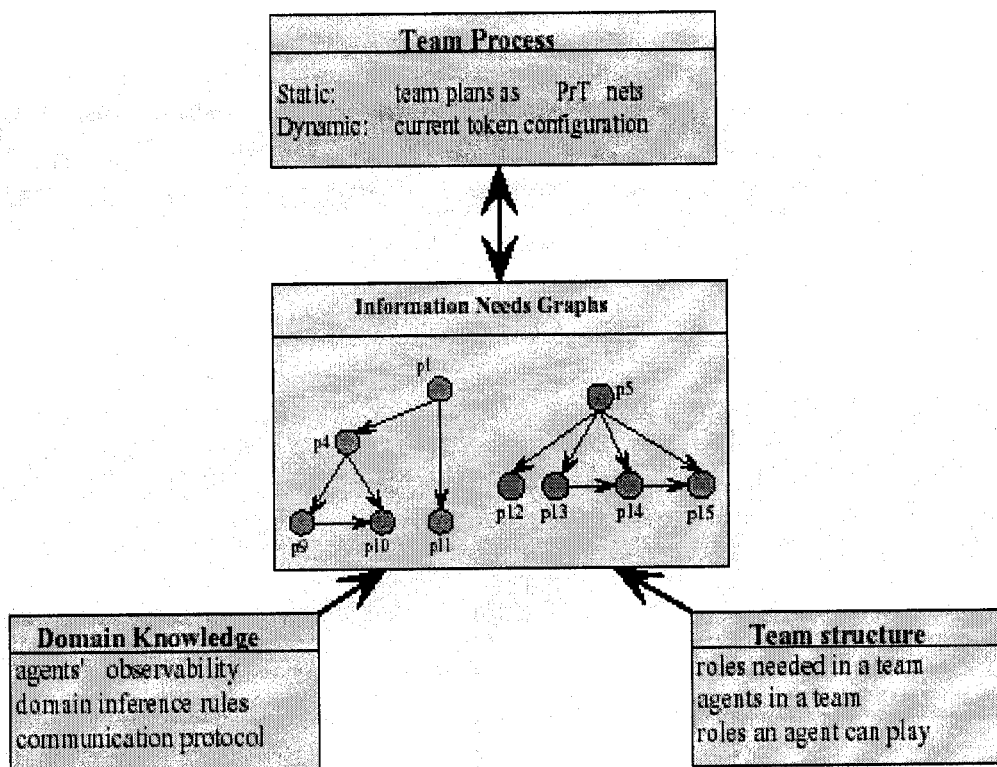 Team Process
Static: team plans as PrT nets
Dynamic: current token configuration
Information Needs Graphs
p1
p5
p4
p12 p13 p14 p15
p9 p10 p11
Domain Knowledge
agents' observability
domain inference rules
communication protocol
Team structure
roles needed in a team
agents in a team
roles an agent can play